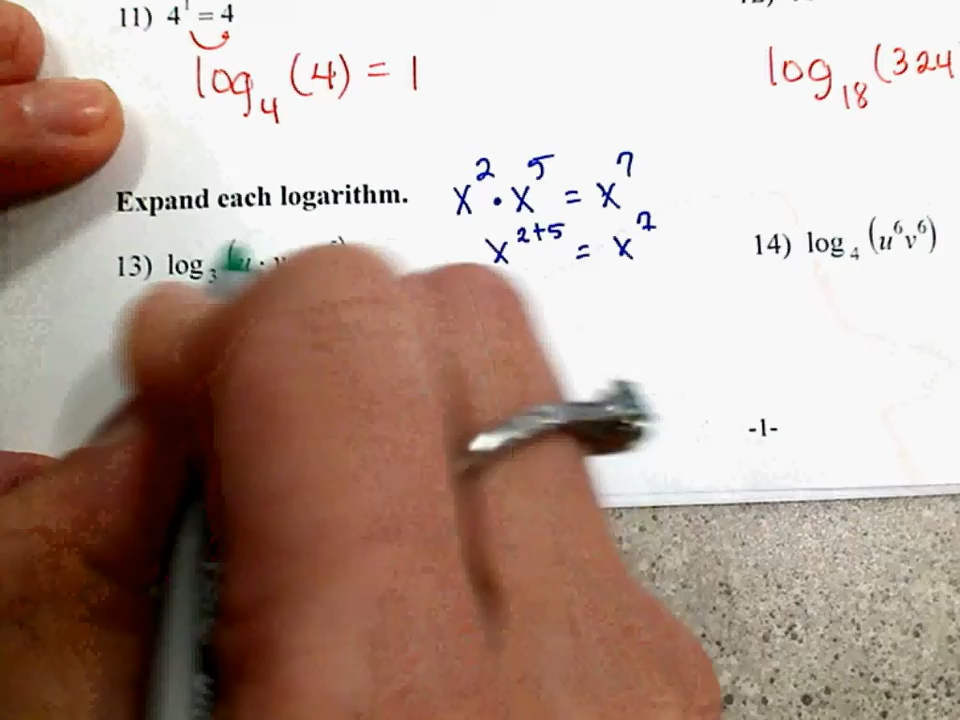 11) 4¹ = 4
log₄ (4) = 1
log₁₈ (324
Expand each logarithm.
x² · x⁵ = x⁷
x²⁺⁵ = x⁷
13) log₃ (u ·
14) log₄ (u⁶v⁶)
-1-